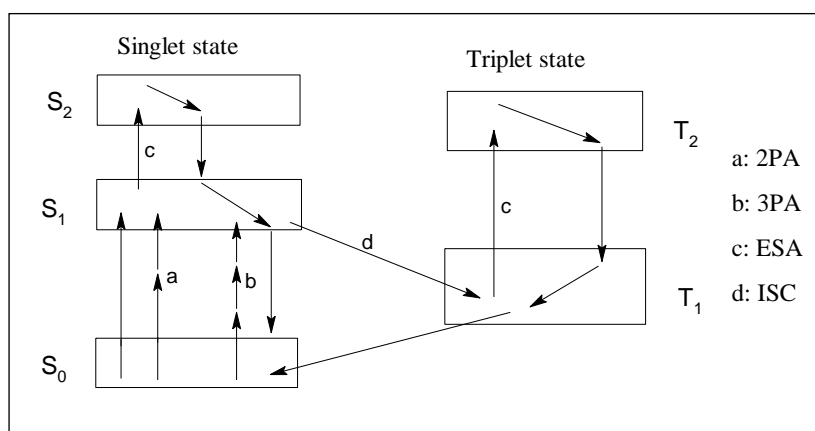 Singlet state
Triplet state
S2
T2
c
a: 2PA
b: 3PA
S1
c
c: ESA
d
a
b
T1
d: ISC
S0